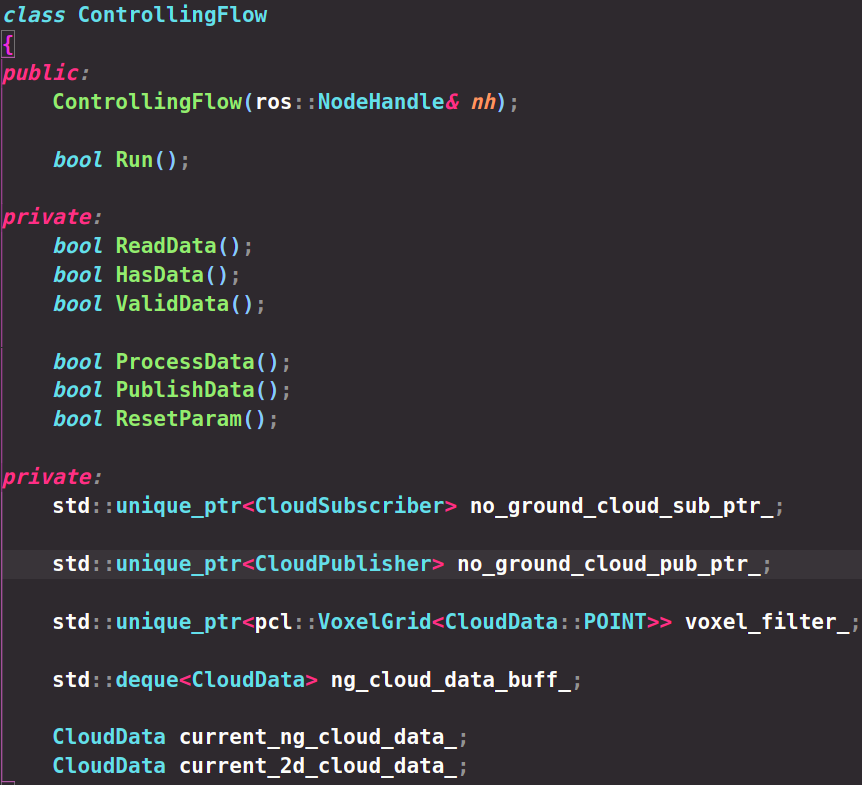 class ControllingFlow
{
public:
    ControllingFlow(ros::NodeHandle& nh);
    bool Run();
private:
    bool ReadData();
    bool HasData();
    bool ValidData();
    bool ProcessData();
    bool PublishData();
    bool ResetParam();
private:
    std::unique_ptr<CloudSubscriber> no_ground_cloud_sub_ptr_;
    std::unique_ptr<CloudPublisher> no_ground_cloud_pub_ptr_;
    std::unique_ptr<pcl::VoxelGrid<CloudData::POINT>> voxel_filter_;
    std::deque<CloudData> ng_cloud_data_buff_;
    CloudData current_ng_cloud_data_;
    CloudData current_2d_cloud_data_;